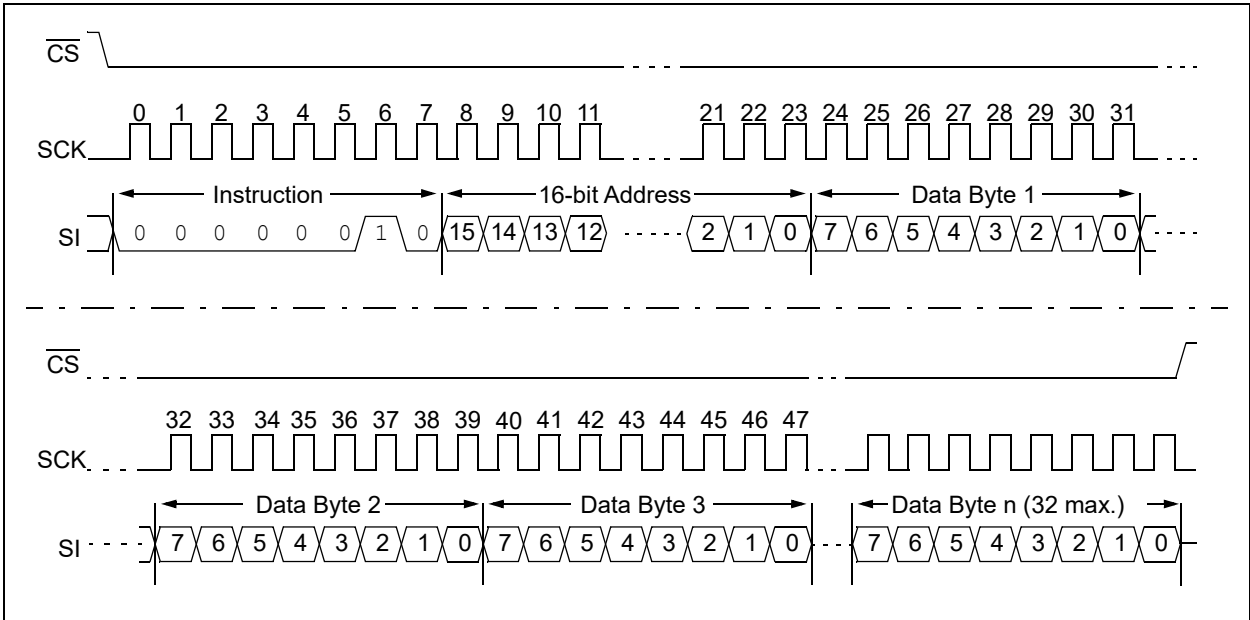 CS
0 1 2 3 4 5 6 7 8 9 10 11 21 22 23 24 25 26 27 28 29 30 31
SCK
Instruction 16-bit Address Data Byte 1
SI 0 0 0 0 0 0 1 0 15 14 13 12 2 1 0 7 6 5 4 3 2 1 0
CS
32 33 34 35 36 37 38 39 40 41 42 43 44 45 46 47
SCK
Data Byte 2 Data Byte 3 Data Byte n (32 max.)
SI 7 6 5 4 3 2 1 0 7 6 5 4 3 2 1 0 7 6 5 4 3 2 1 0